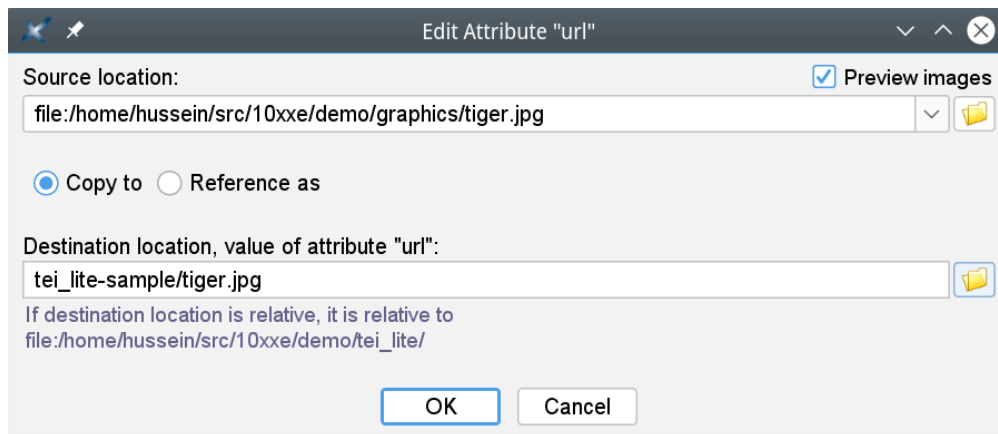 Edit Attribute "url"
Source location:
Preview images
file:/home/hussein/src/10xxe/demo/graphics/tiger.jpg
Copy to
Reference as
Destination location, value of attribute "url":
tei_lite-sample/tiger.jpg
If destination location is relative, it is relative to
file:/home/hussein/src/10xxe/demo/tei_lite/
OK
Cancel